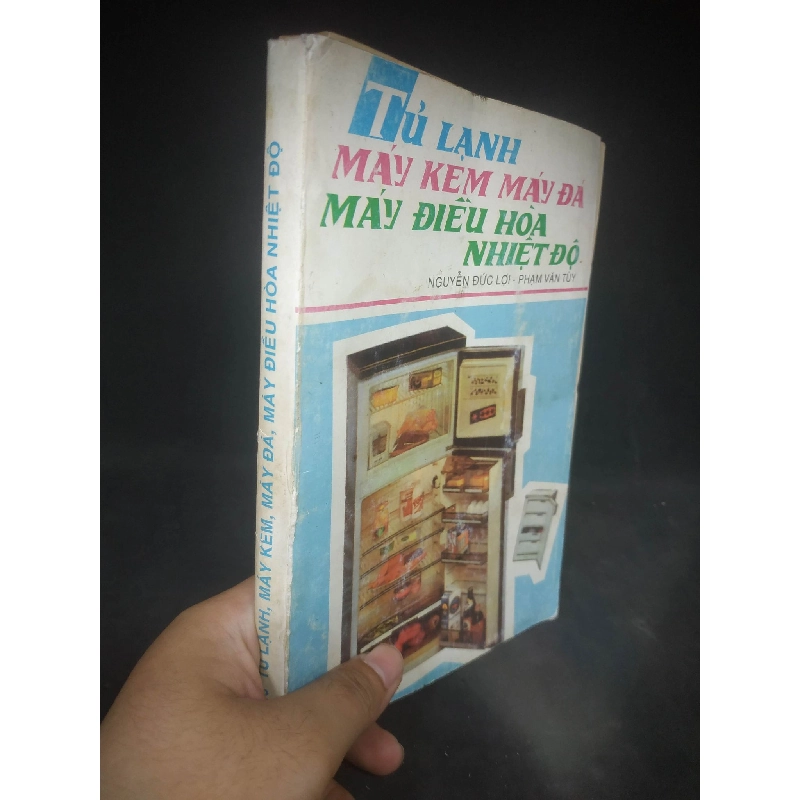 TỦ LẠNH
MÁY KEM MÁY ĐÁ
MÁY ĐIỀU HÒA
NHIỆT ĐỘ
NGUYỄN ĐỨC LỢI - PHẠM VĂN TÙY
TỦ LẠNH, MÁY KEM, MÁY ĐÁ, MÁY ĐIỀU HÒA NHIỆT ĐỘ